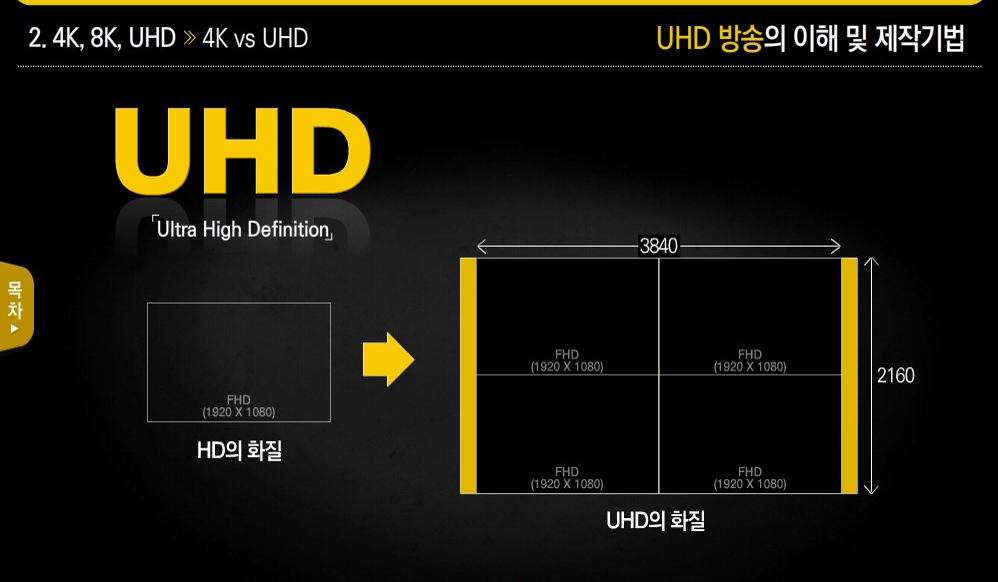 2. 4K, 8K, UHD » 4K vs UHD
UHD 방송의 이해 및 제작기법
UHD
「Ultra High Definition」
목
차
▶
3840
2160
FHD
(1920 X 1080)
HD의 화질
FHD
(1920 X 1080)
FHD
(1920 X 1080)
FHD
(1920 X 1080)
FHD
(1920 X 1080)
UHD의 화질